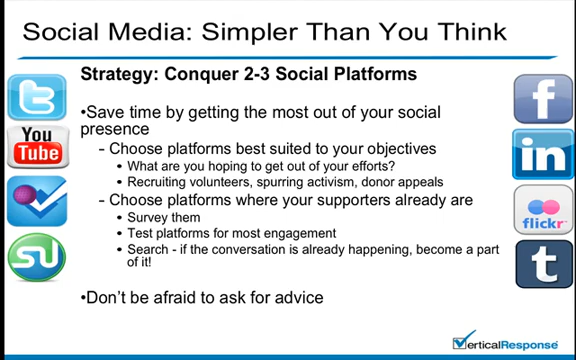 Social Media: Simpler Than You Think
Strategy: Conquer 2-3 Social Platforms
•Save time by getting the most out of your social
presence
– Choose platforms best suited to your objectives
• What are you hoping to get out of your efforts?
• Recruiting volunteers, spurring activism, donor appeals
– Choose platforms where your supporters already are
• Survey them
• Test platforms for most engagement
• Search - if the conversation is already happening, become a part
of it!
•Don't be afraid to ask for advice
t
You
Tube
SU
f
in
flickr
t
VerticalResponse